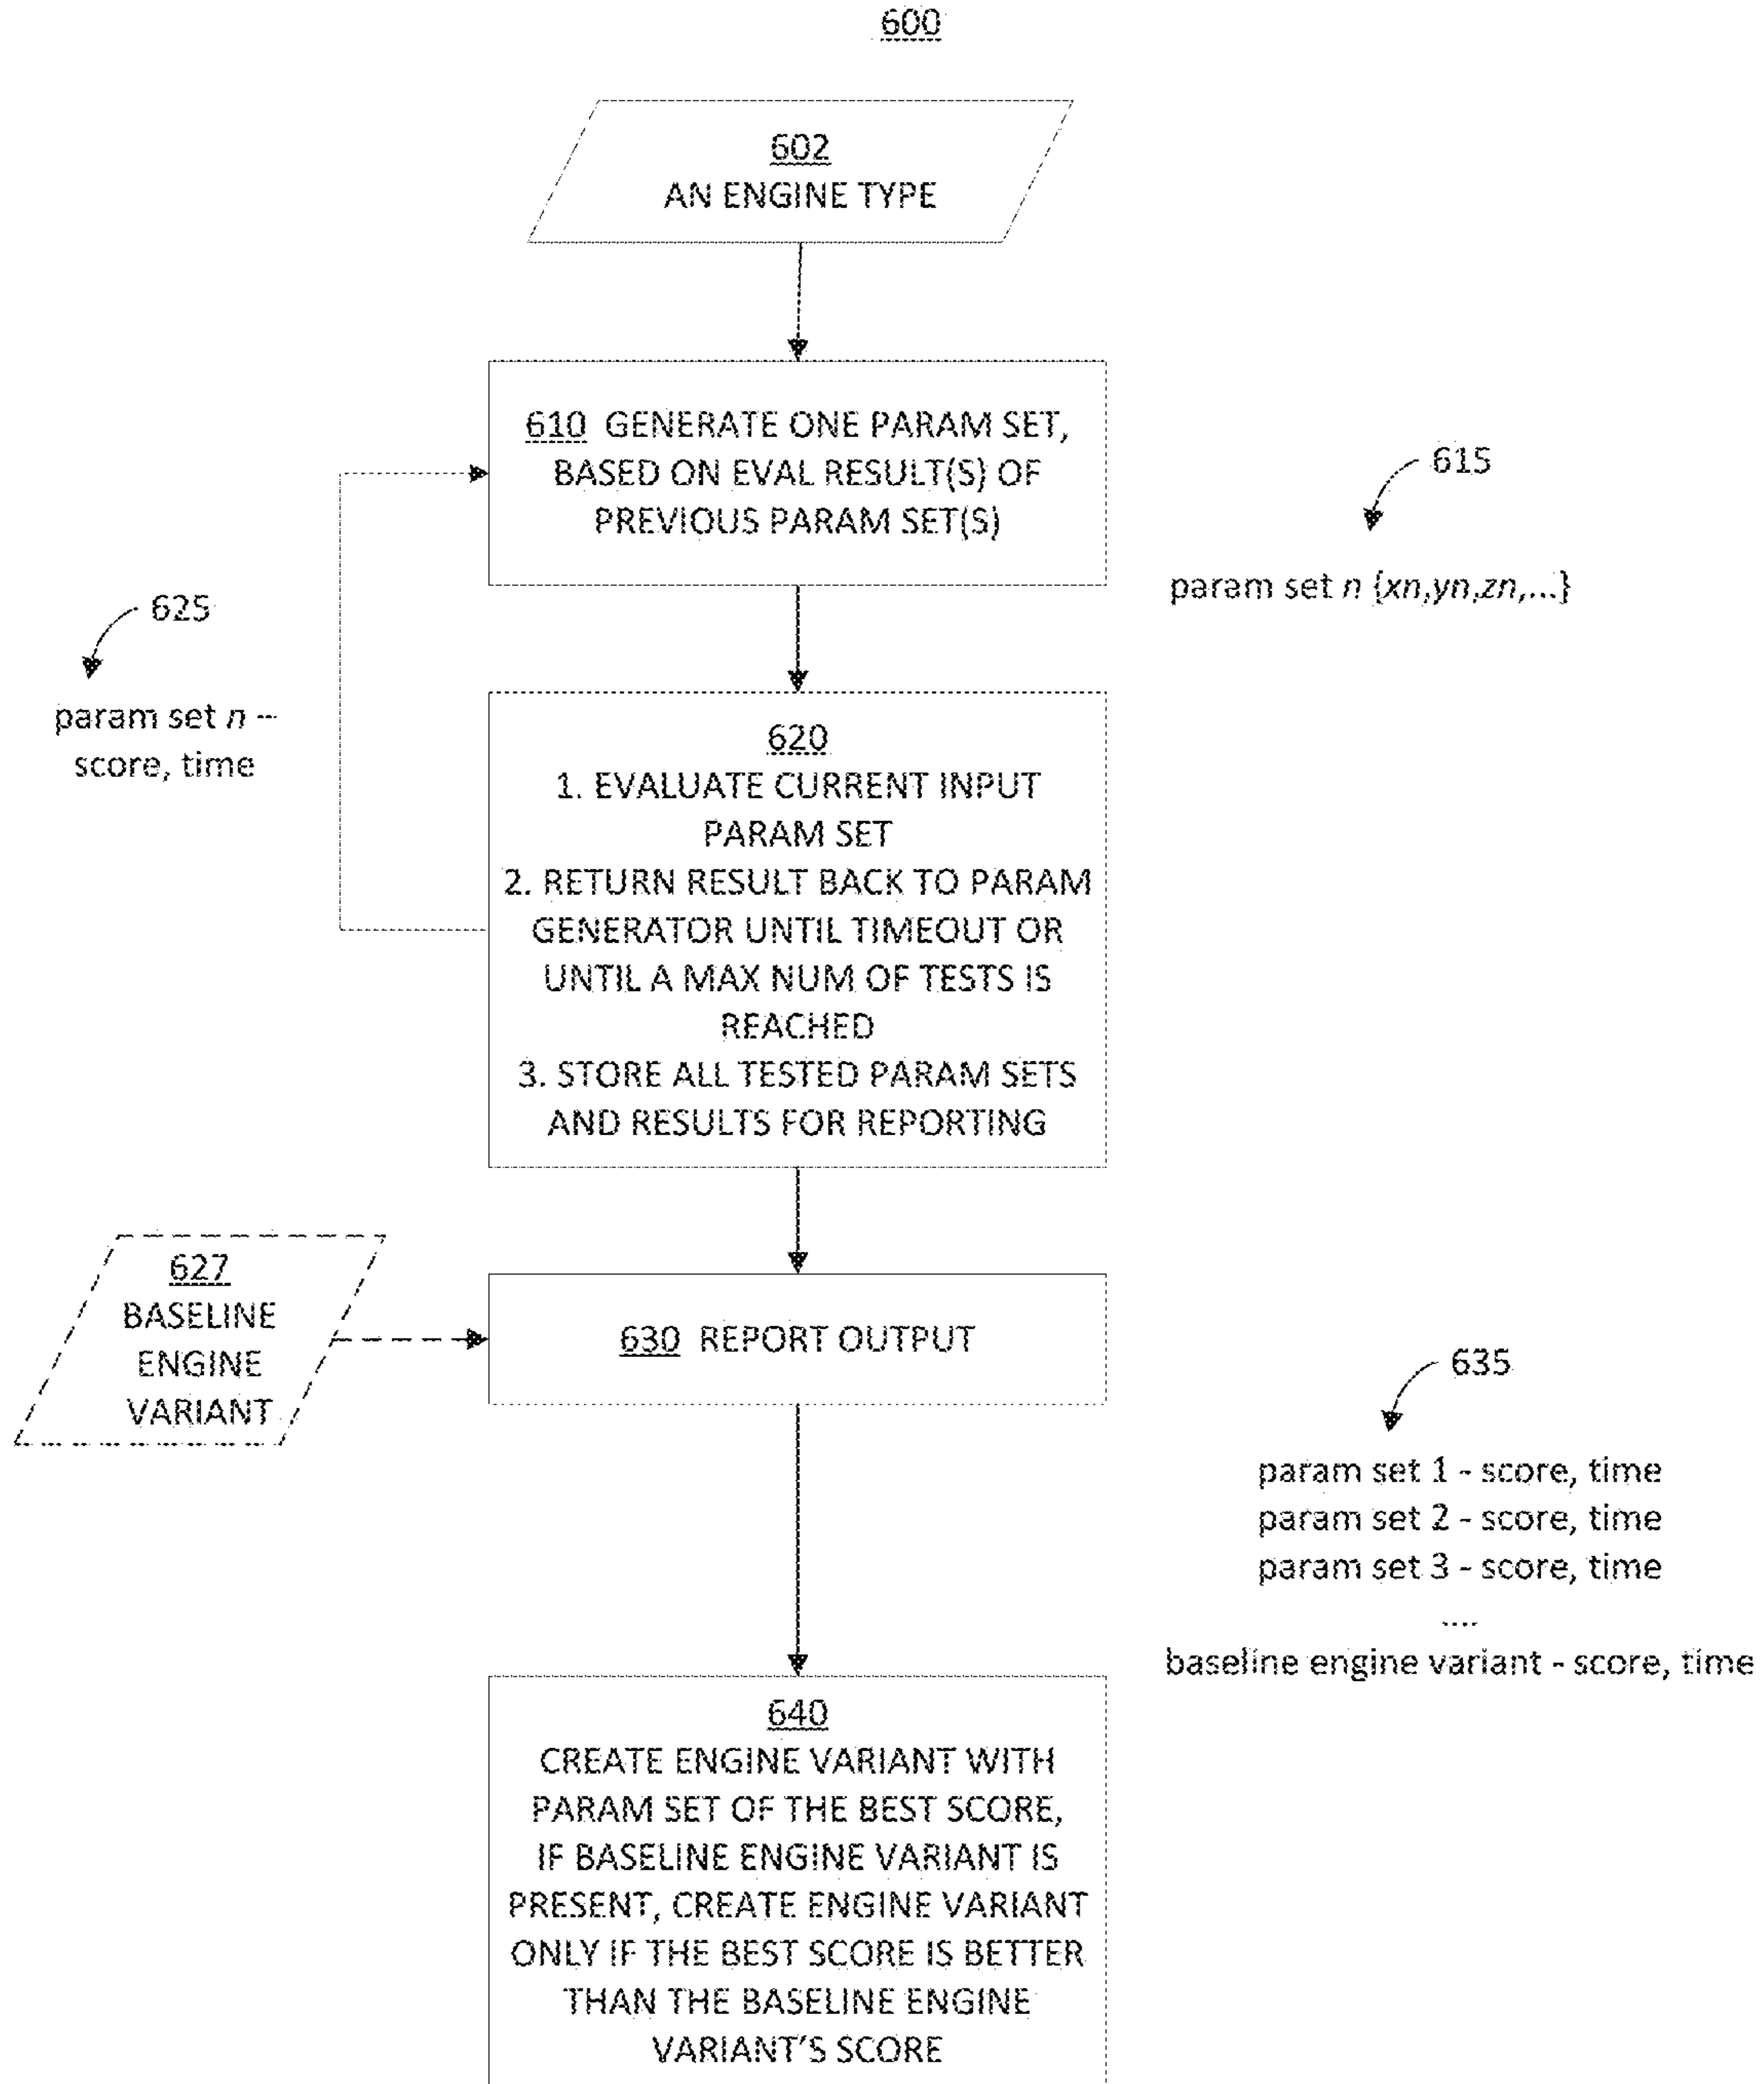 600
602
AN ENGINE TYPE
610 GENERATE ONE PARAM SET,
BASED ON EVAL RESULT(S) OF
PREVIOUS PARAM SET(S)
615
param set n {xn,yn,zn,...}
625
param set n --
score, time
620
1. EVALUATE CURRENT INPUT
PARAM SET
2. RETURN RESULT BACK TO PARAM
GENERATOR UNTIL TIMEOUT OR
UNTIL A MAX NUM OF TESTS IS
REACHED
3. STORE ALL TESTED PARAM SETS
AND RESULTS FOR REPORTING
627
BASELINE
ENGINE
VARIANT
630 REPORT OUTPUT
635
param set 1 - score, time
param set 2 - score, time
param set 3 - score, time
....
baseline engine variant - score, time
640
CREATE ENGINE VARIANT WITH
PARAM SET OF THE BEST SCORE,
IF BASELINE ENGINE VARIANT IS
PRESENT, CREATE ENGINE VARIANT
ONLY IF THE BEST SCORE IS BETTER
THAN THE BASELINE ENGINE
VARIANT'S SCORE